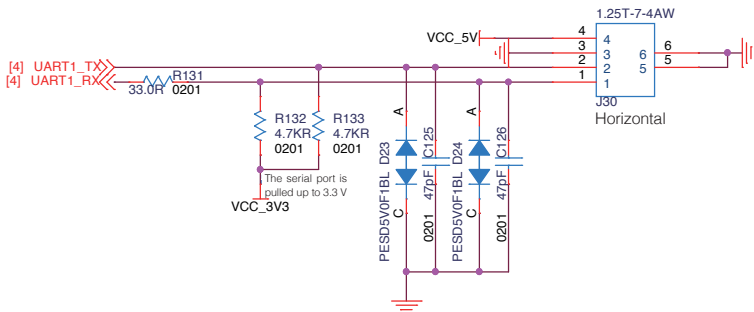 1.25T-7-4AW
VCC_5V
4
4
3
3
6
6
2
2
5
5
1
1
J30
Horizontal
[4] UART1_TX
[4] UART1_RX
R131
33.0R
0201
R132
4.7KR
0201
R133
4.7KR
0201
The serial port is
pulled up to 3.3 V
VCC_3V3
A
C
PESD5V0F1BL D23
47pF C125
0201
A
C
PESD5V0F1BL D24
47pF C126
0201